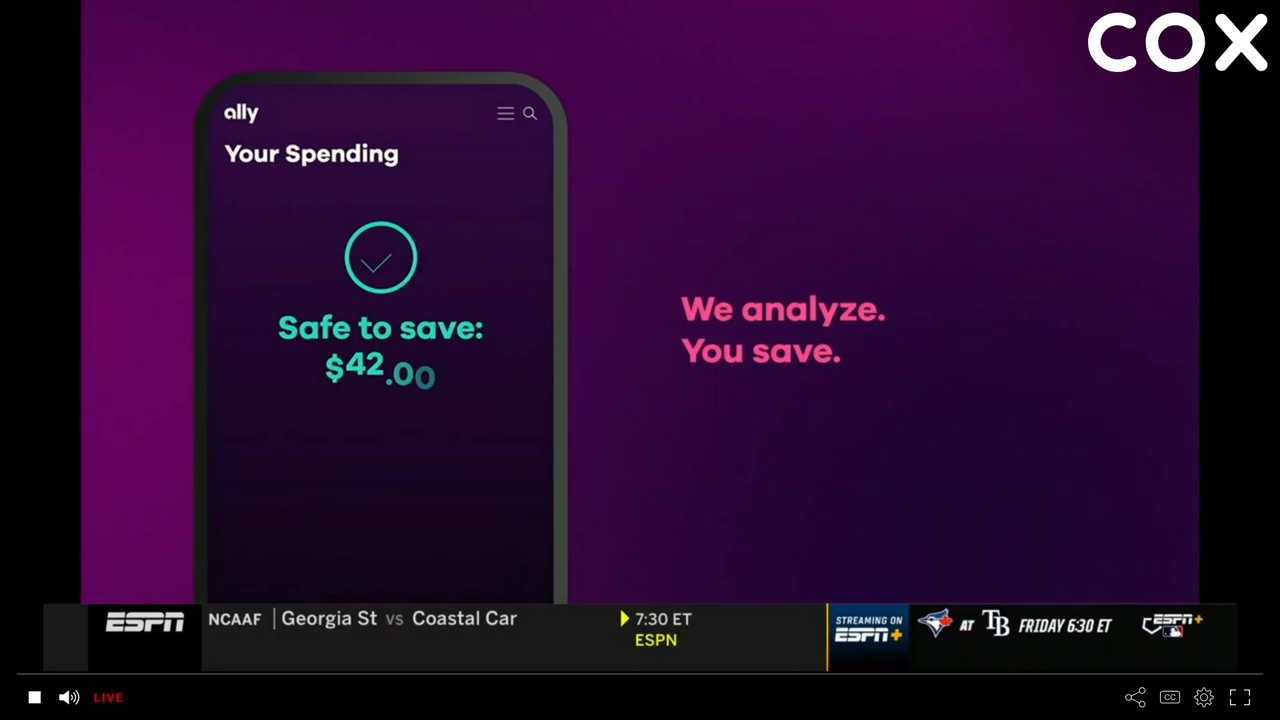 COX
ally
Your Spending
Safe to save:
$42.00
We analyze.
You save.
ESPN
NCAAF
Georgia St vs Coastal Car
7:30 ET
ESPN
STREAMING ON
ESPN+
AT
TB
FRIDAY 6:30 ET
ESPN+
LIVE
CC